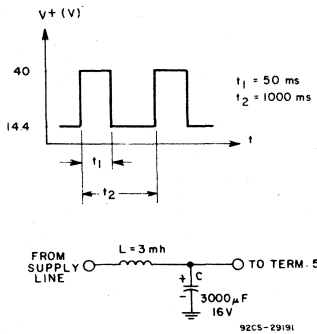 V+ (V)
40
14.4
t
t1 = 50 ms
t2 = 1000 ms
t1
t2
L = 3 mh
FROM
SUPPLY
LINE
TO TERM. 5
+
C
-
3000μF
16V
92CS-29191